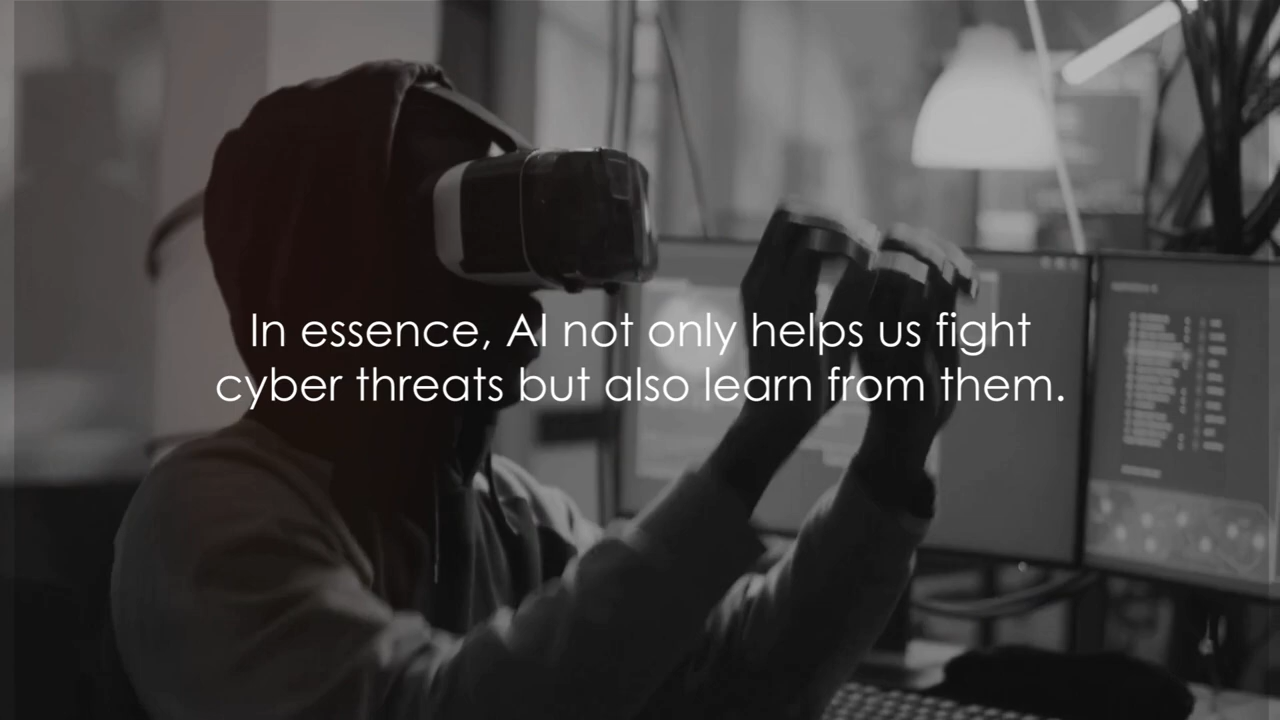 In essence, AI not only helps us fight
cyber threats but also learn from them.